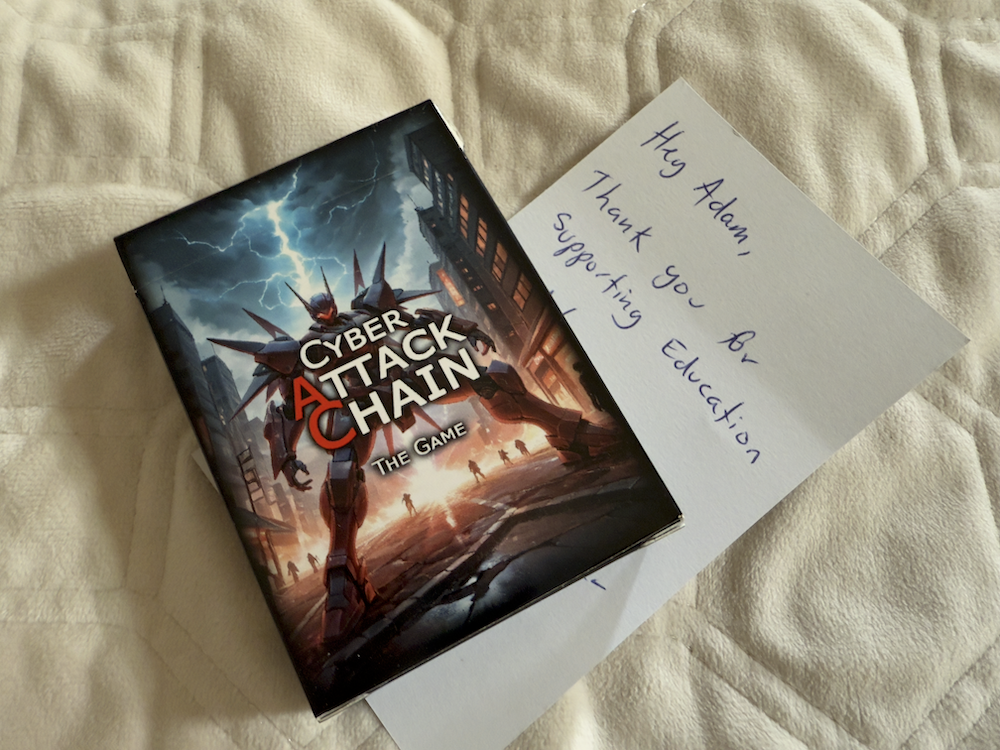 CYBER
ATTACK
CHAIN
THE GAME
Hey Adam,
Thank you for
supporting Education